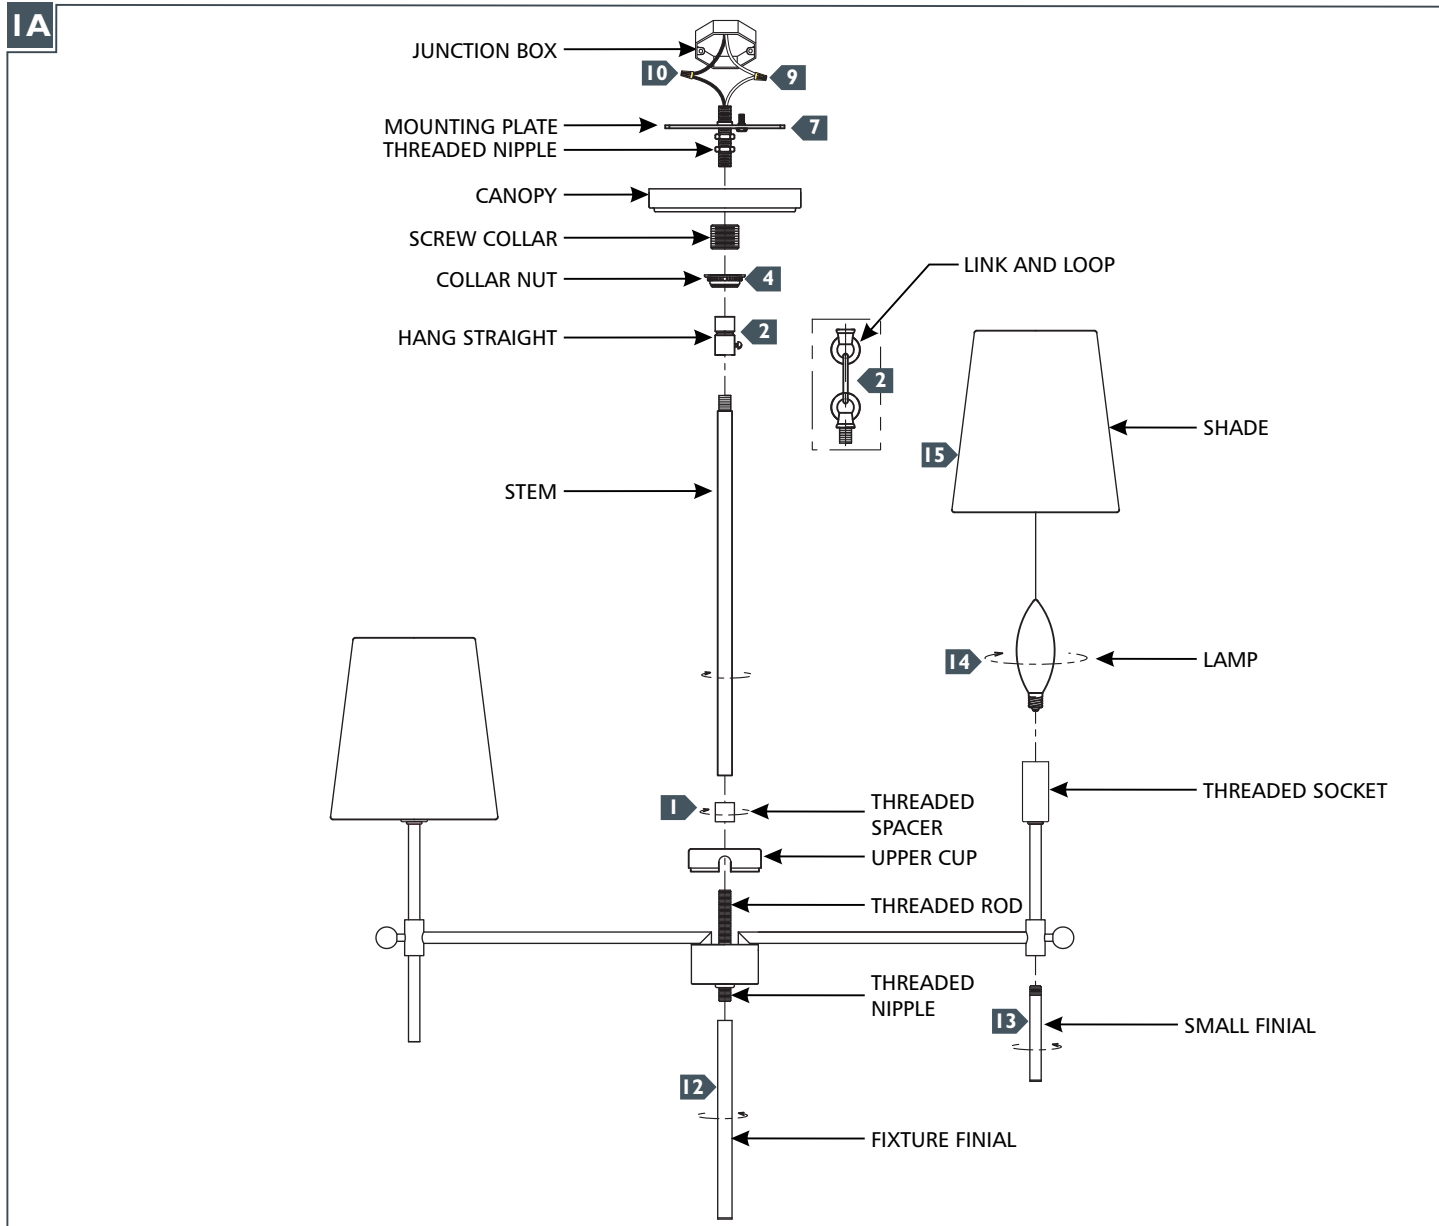 1A
JUNCTION BOX
10
9
MOUNTING PLATE
7
THREADED NIPPLE
CANOPY
SCREW COLLAR
COLLAR NUT
4
LINK AND LOOP
HANG STRAIGHT
2
2
SHADE
15
STEM
14
LAMP
THREADED SOCKET
1
THREADED
SPACER
UPPER CUP
THREADED ROD
THREADED
NIPPLE
13
SMALL FINIAL
12
FIXTURE FINIAL